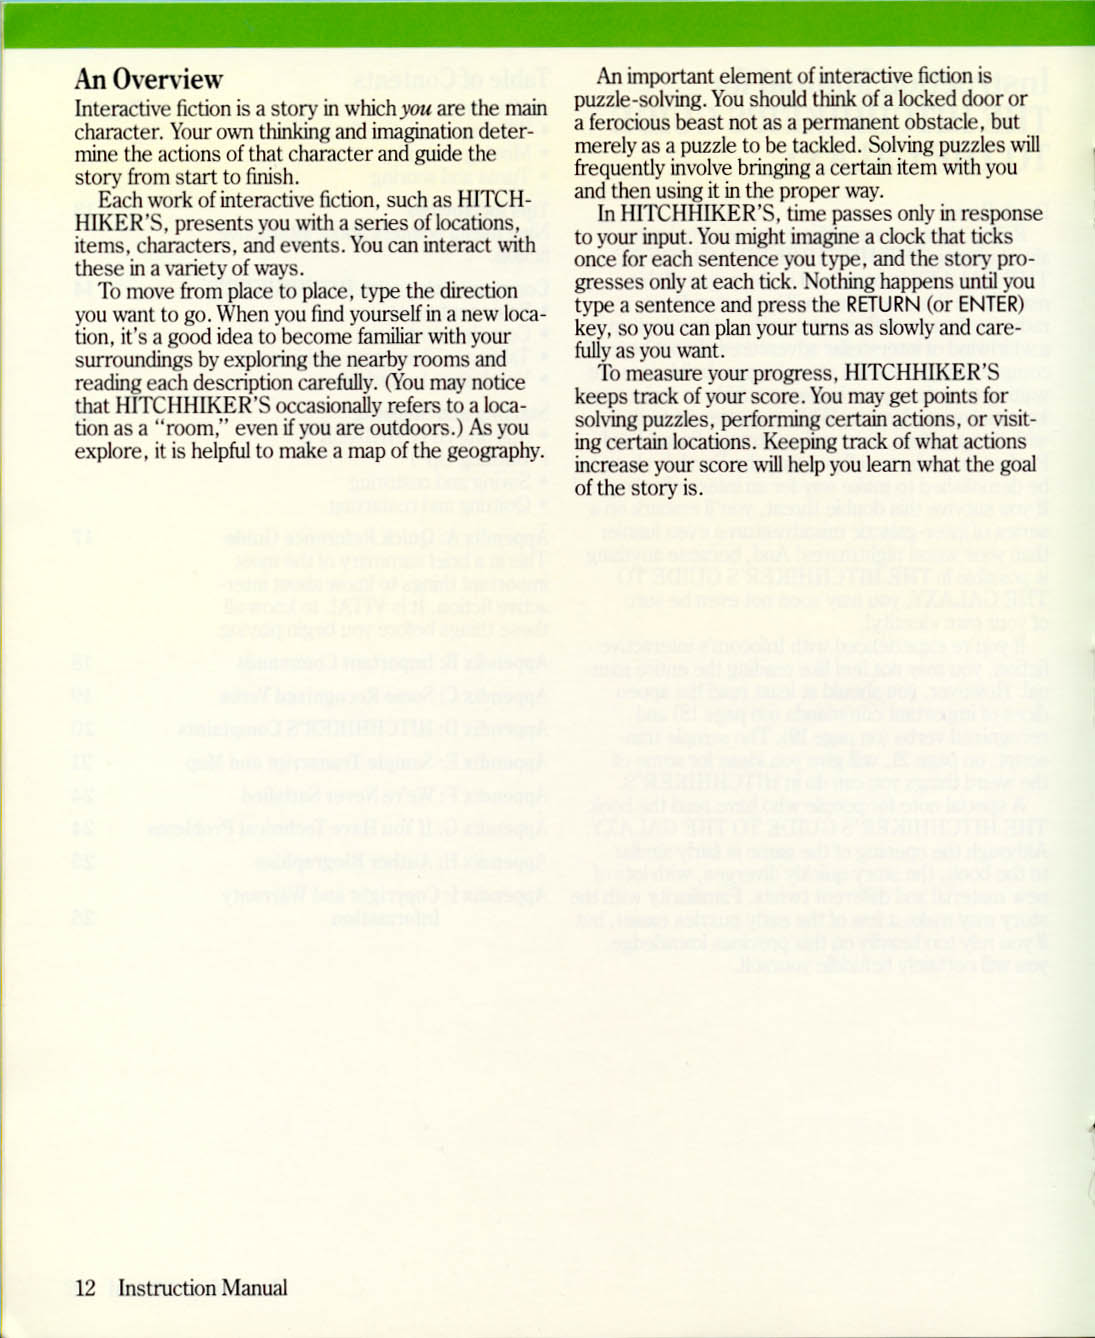 An Overview
Interactive fiction is a story in which you are the main
character. Your own thinking and imagination deter-
mine the actions of that character and guide the
story from start to finish.
Each work of interactive fiction, such as HITCH-
HIKER'S, presents you with a series of locations,
items, characters, and events. You can interact with
these in a variety of ways.
To move from place to place, type the direction
you want to go. When you find yourself in a new loca-
tion, it's a good idea to become familiar with your
surroundings by exploring the nearby rooms and
reading each description carefully. (You may notice
that HITCHHIKER'S occasionally refers to a loca-
tion as a "room," even if you are outdoors.) As you
explore, it is helpful to make a map of the geography.
An important element of interactive fiction is
puzzle-solving. You should think of a locked door or
a ferocious beast not as a permanent obstacle, but
merely as a puzzle to be tackled. Solving puzzles will
frequently involve bringing a certain item with you
and then using it in the proper way.
In HITCHHIKER'S, time passes only in response
to your input. You might imagine a clock that ticks
once for each sentence you type, and the story pro-
gresses only at each tick. Nothing happens until you
type a sentence and press the RETURN (or ENTER)
key, so you can plan your turns as slowly and care-
fully as you want.
To measure your progress, HITCHHIKER'S
keeps track of your score. You may get points for
solving puzzles, performing certain actions, or visit-
ing certain locations. Keeping track of what actions
increase your score will help you learn what the goal
of the story is.
12 Instruction Manual